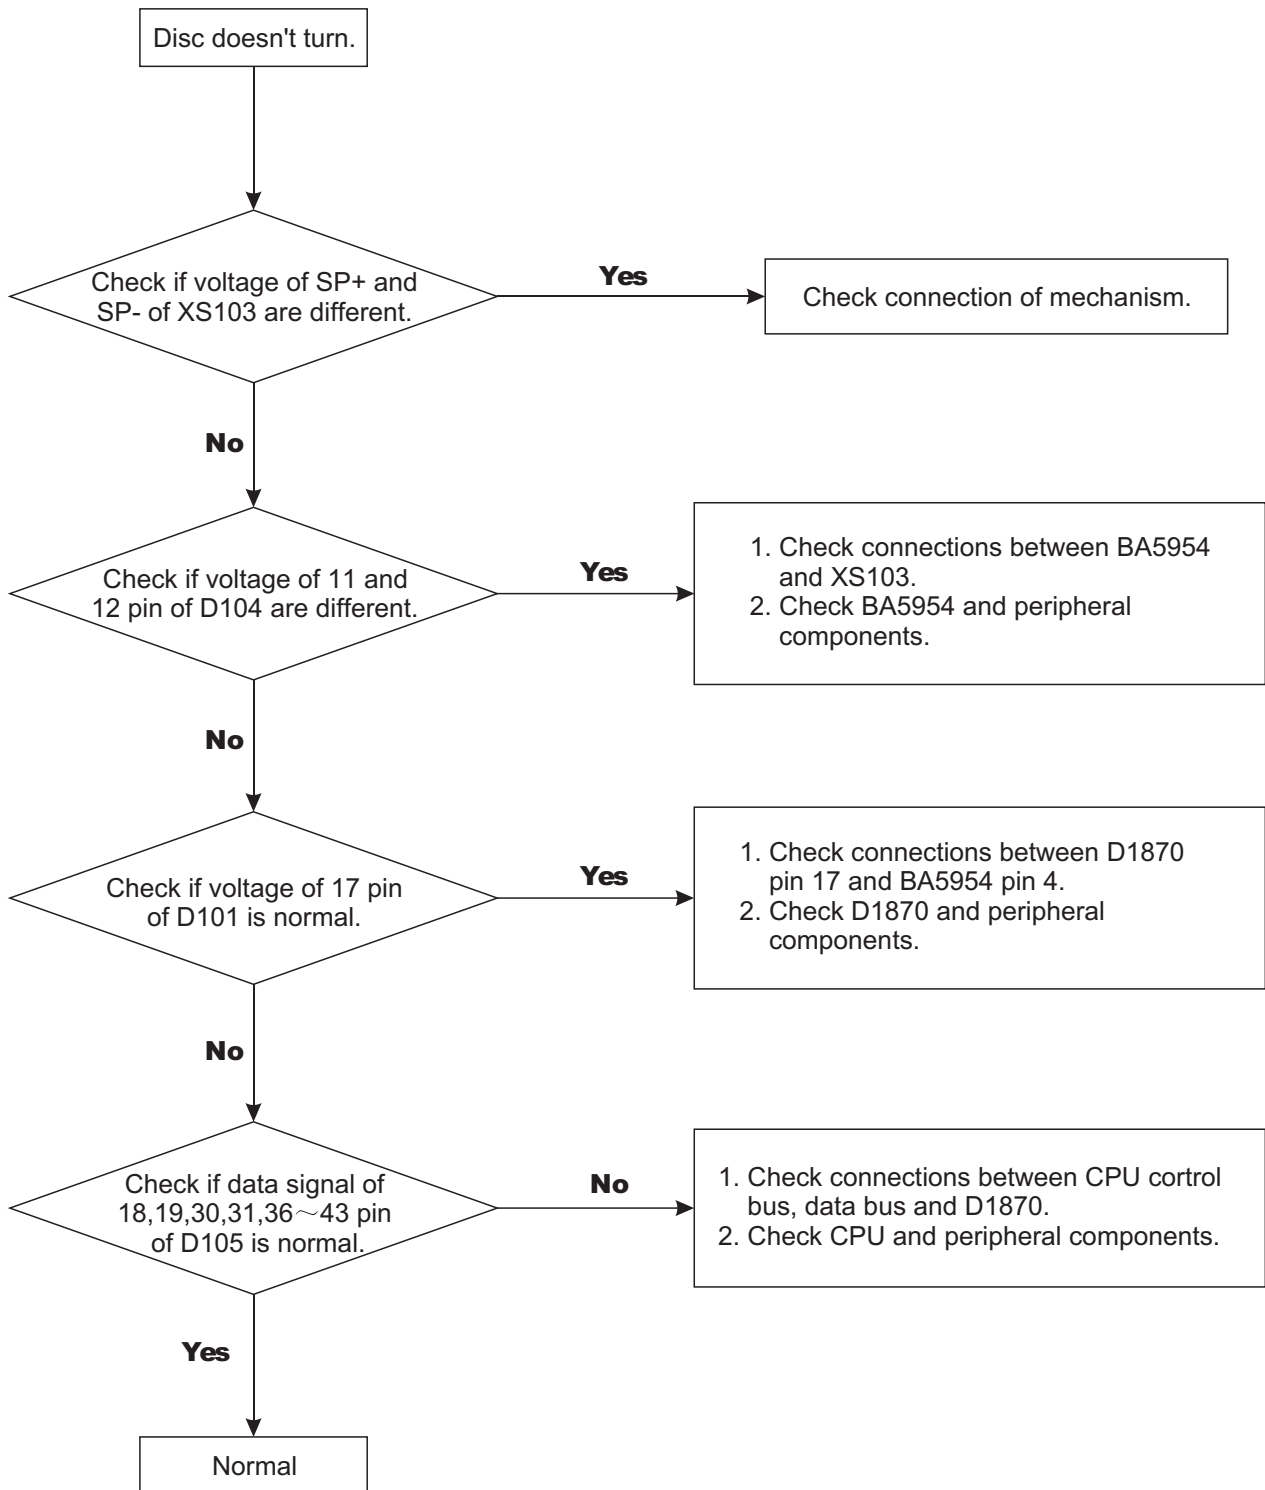 Disc doesn't turn.
Check if voltage of SP+ and
SP- of XS103 are different.
Yes
Check connection of mechanism.
No
Check if voltage of 11 and
12 pin of D104 are different.
Yes
1. Check connections between BA5954
and XS103.
2. Check BA5954 and peripheral
components.
No
Check if voltage of 17 pin
of D101 is normal.
Yes
1. Check connections between D1870
pin 17 and BA5954 pin 4.
2. Check D1870 and peripheral
components.
No
Check if data signal of
18,19,30,31,36～43 pin
of D105 is normal.
No
1. Check connections between CPU cortrol
bus, data bus and D1870.
2. Check CPU and peripheral components.
Yes
Normal